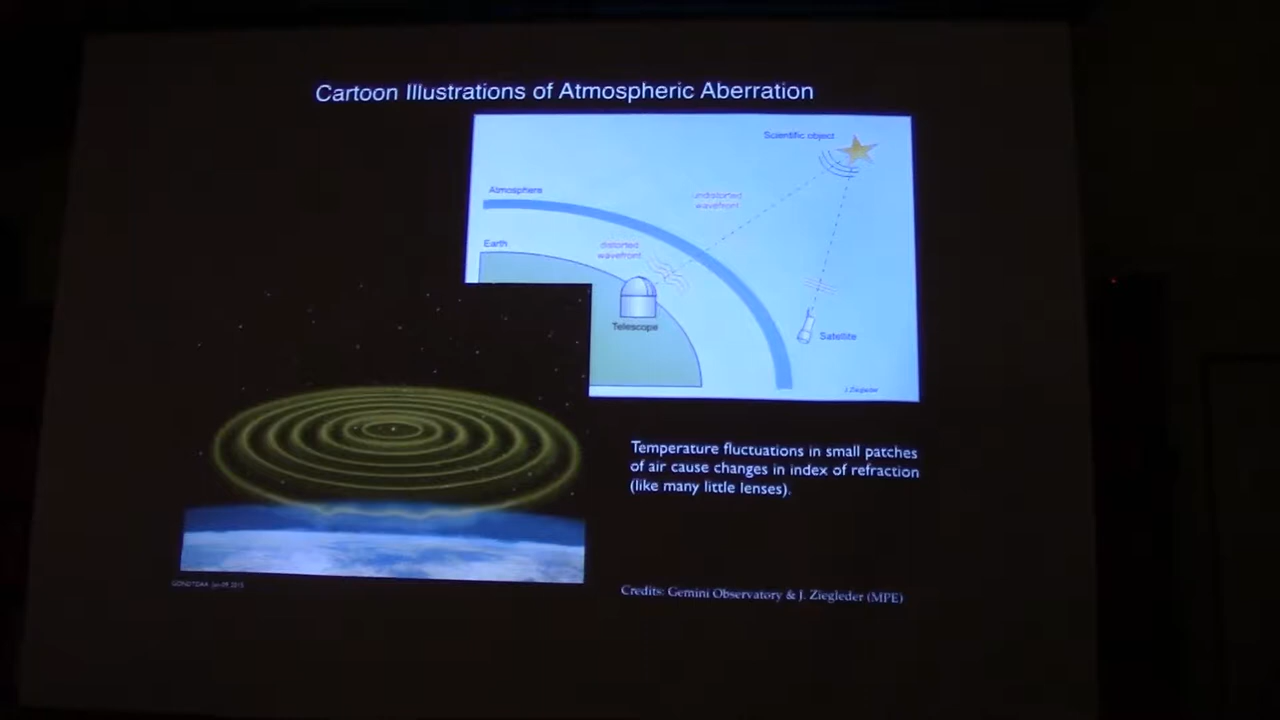 Cartoon Illustrations of Atmospheric Aberration
Scientific object
Atmosphere
undistorted
wavefront
Earth
distorted
wavefront
Telescope
Satellite
J. Ziegleder
Temperature fluctuations in small patches
of air cause changes in index of refraction
(like many little lenses).
Credits: Gemini Observatory & J. Ziegleder (MPE)